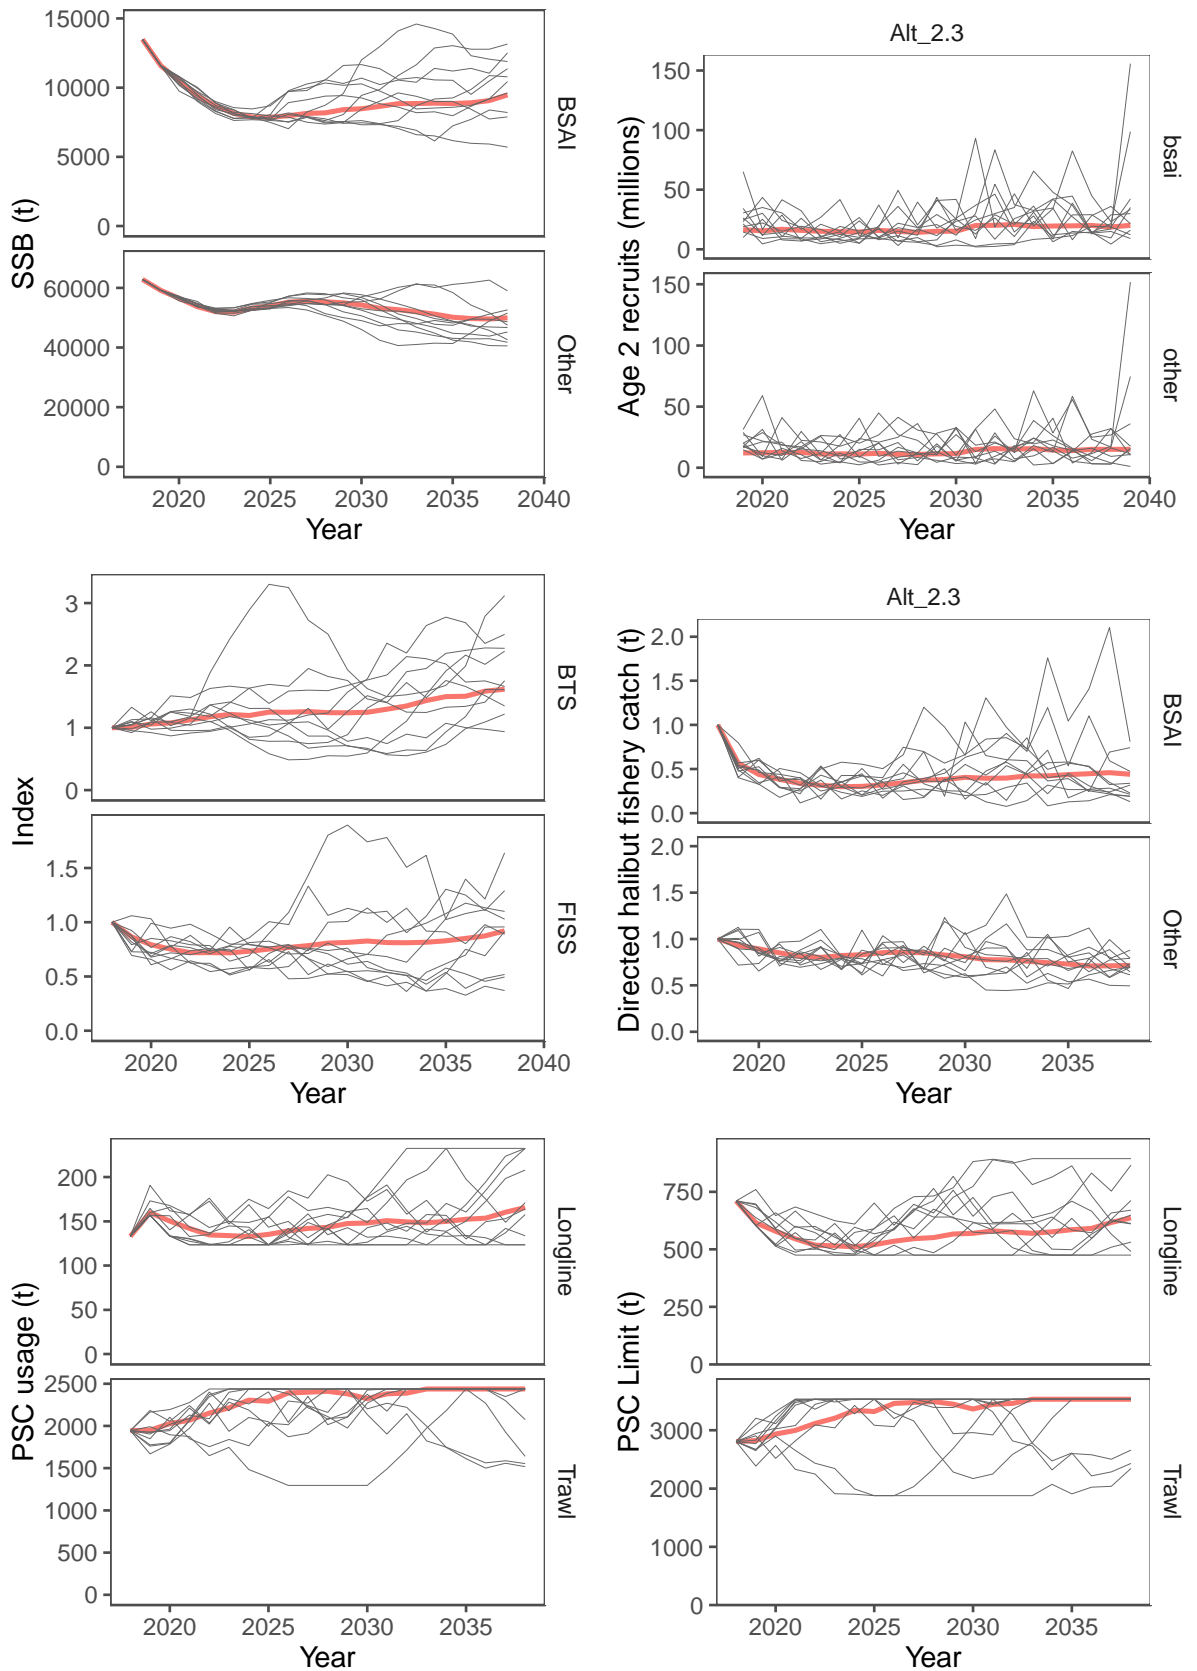 SSB (t)
15000
10000
5000
0
BSAI
60000
40000
20000
0
Other
2020 2025 2030 2035 2040
Year
Alt_2.3
Age 2 recruits (millions)
150
100
50
0
bsai
150
100
50
0
other
2020 2025 2030 2035 2040
Year
Index
3
2
1
0
BTS
1.5
1.0
0.5
0.0
FISS
2020 2025 2030 2035 2040
Year
Alt_2.3
Directed halibut fishery catch (t)
2.0
1.5
1.0
0.5
0.0
BSAI
2.0
1.5
1.0
0.5
0.0
Other
2020 2025 2030 2035
Year
PSC usage (t)
200
150
100
50
0
Longline
2500
2000
1500
1000
500
0
Trawl
2020 2025 2030 2035
Year
PSC Limit (t)
750
500
250
0
Longline
3000
2000
1000
0
Trawl
2020 2025 2030 2035
Year